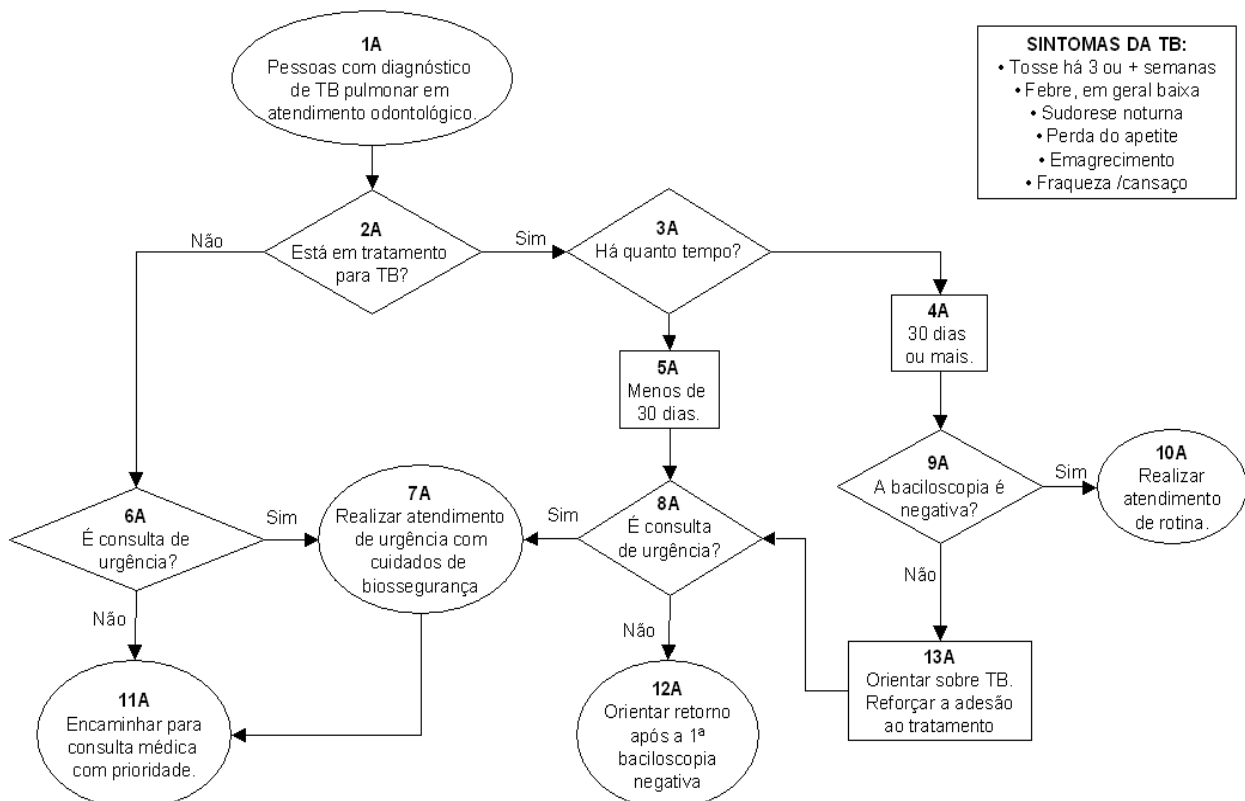 1A
Pessoas com diagnóstico
de TB pulmonar em
atendimento odontológico.
SINTOMAS DA TB:
• Tosse há 3 ou + semanas
• Febre, em geral baixa
• Sudorese noturna
• Perda do apetite
• Emagrecimento
• Fraqueza /cansaço
2A
Está em tratamento
para TB?
Não
Sim
3A
Há quanto tempo?
4A
30 dias
ou mais.
5A
Menos de
30 dias.
6A
É consulta de
urgência?
Sim
Não
7A
Realizar atendimento
de urgência com
cuidados de
biossegurança
8A
É consulta
de urgência?
Sim
Não
9A
A baciloscopia é
negativa?
Sim
Não
10A
Realizar
atendimento
de rotina.
11A
Encaminhar para
consulta médica
com prioridade.
12A
Orientar retorno
após a 1ª
baciloscopia
negativa
13A
Orientar sobre TB.
Reforçar a adesão
ao tratamento